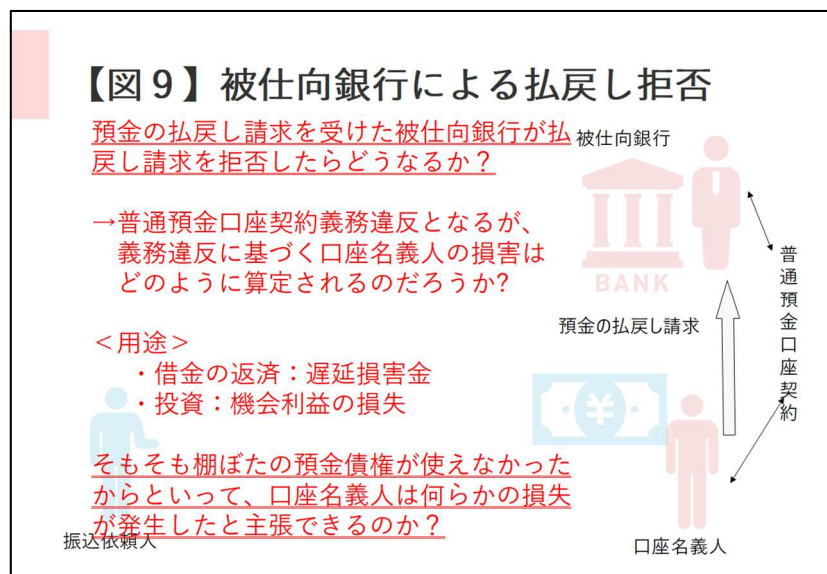 【図９】被仕向銀行による払戻し拒否
預金の払戻し請求を受けた被仕向銀行が払
戻し請求を拒否したらどうなるか？
→普通預金口座契約義務違反となるが、
義務違反に基づく口座名義人の損害は
どのように算定されるのだろうか?
＜用途＞
・借金の返済：遅延損害金
・投資：機会利益の損失
そもそも棚ぼたの預金債権が使えなかった
からといって、口座名義人は何らかの損失
が発生したと主張できるのか？
振込依頼人
被仕向銀行
BANK
預金の払戻し請求
¥
口座名義人
普通預金口座契約